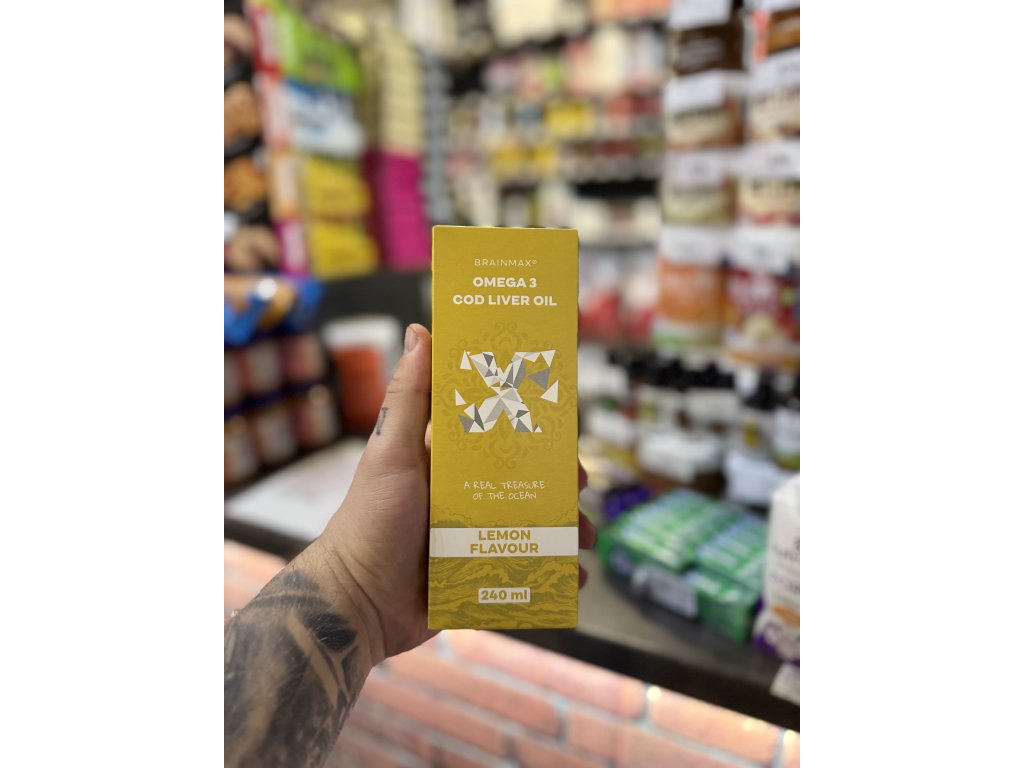 BRAINMAX®
OMEGA 3
COD LIVER OIL
A REAL TREASURE
OF THE OCEAN
LEMON
FLAVOUR
240 ml